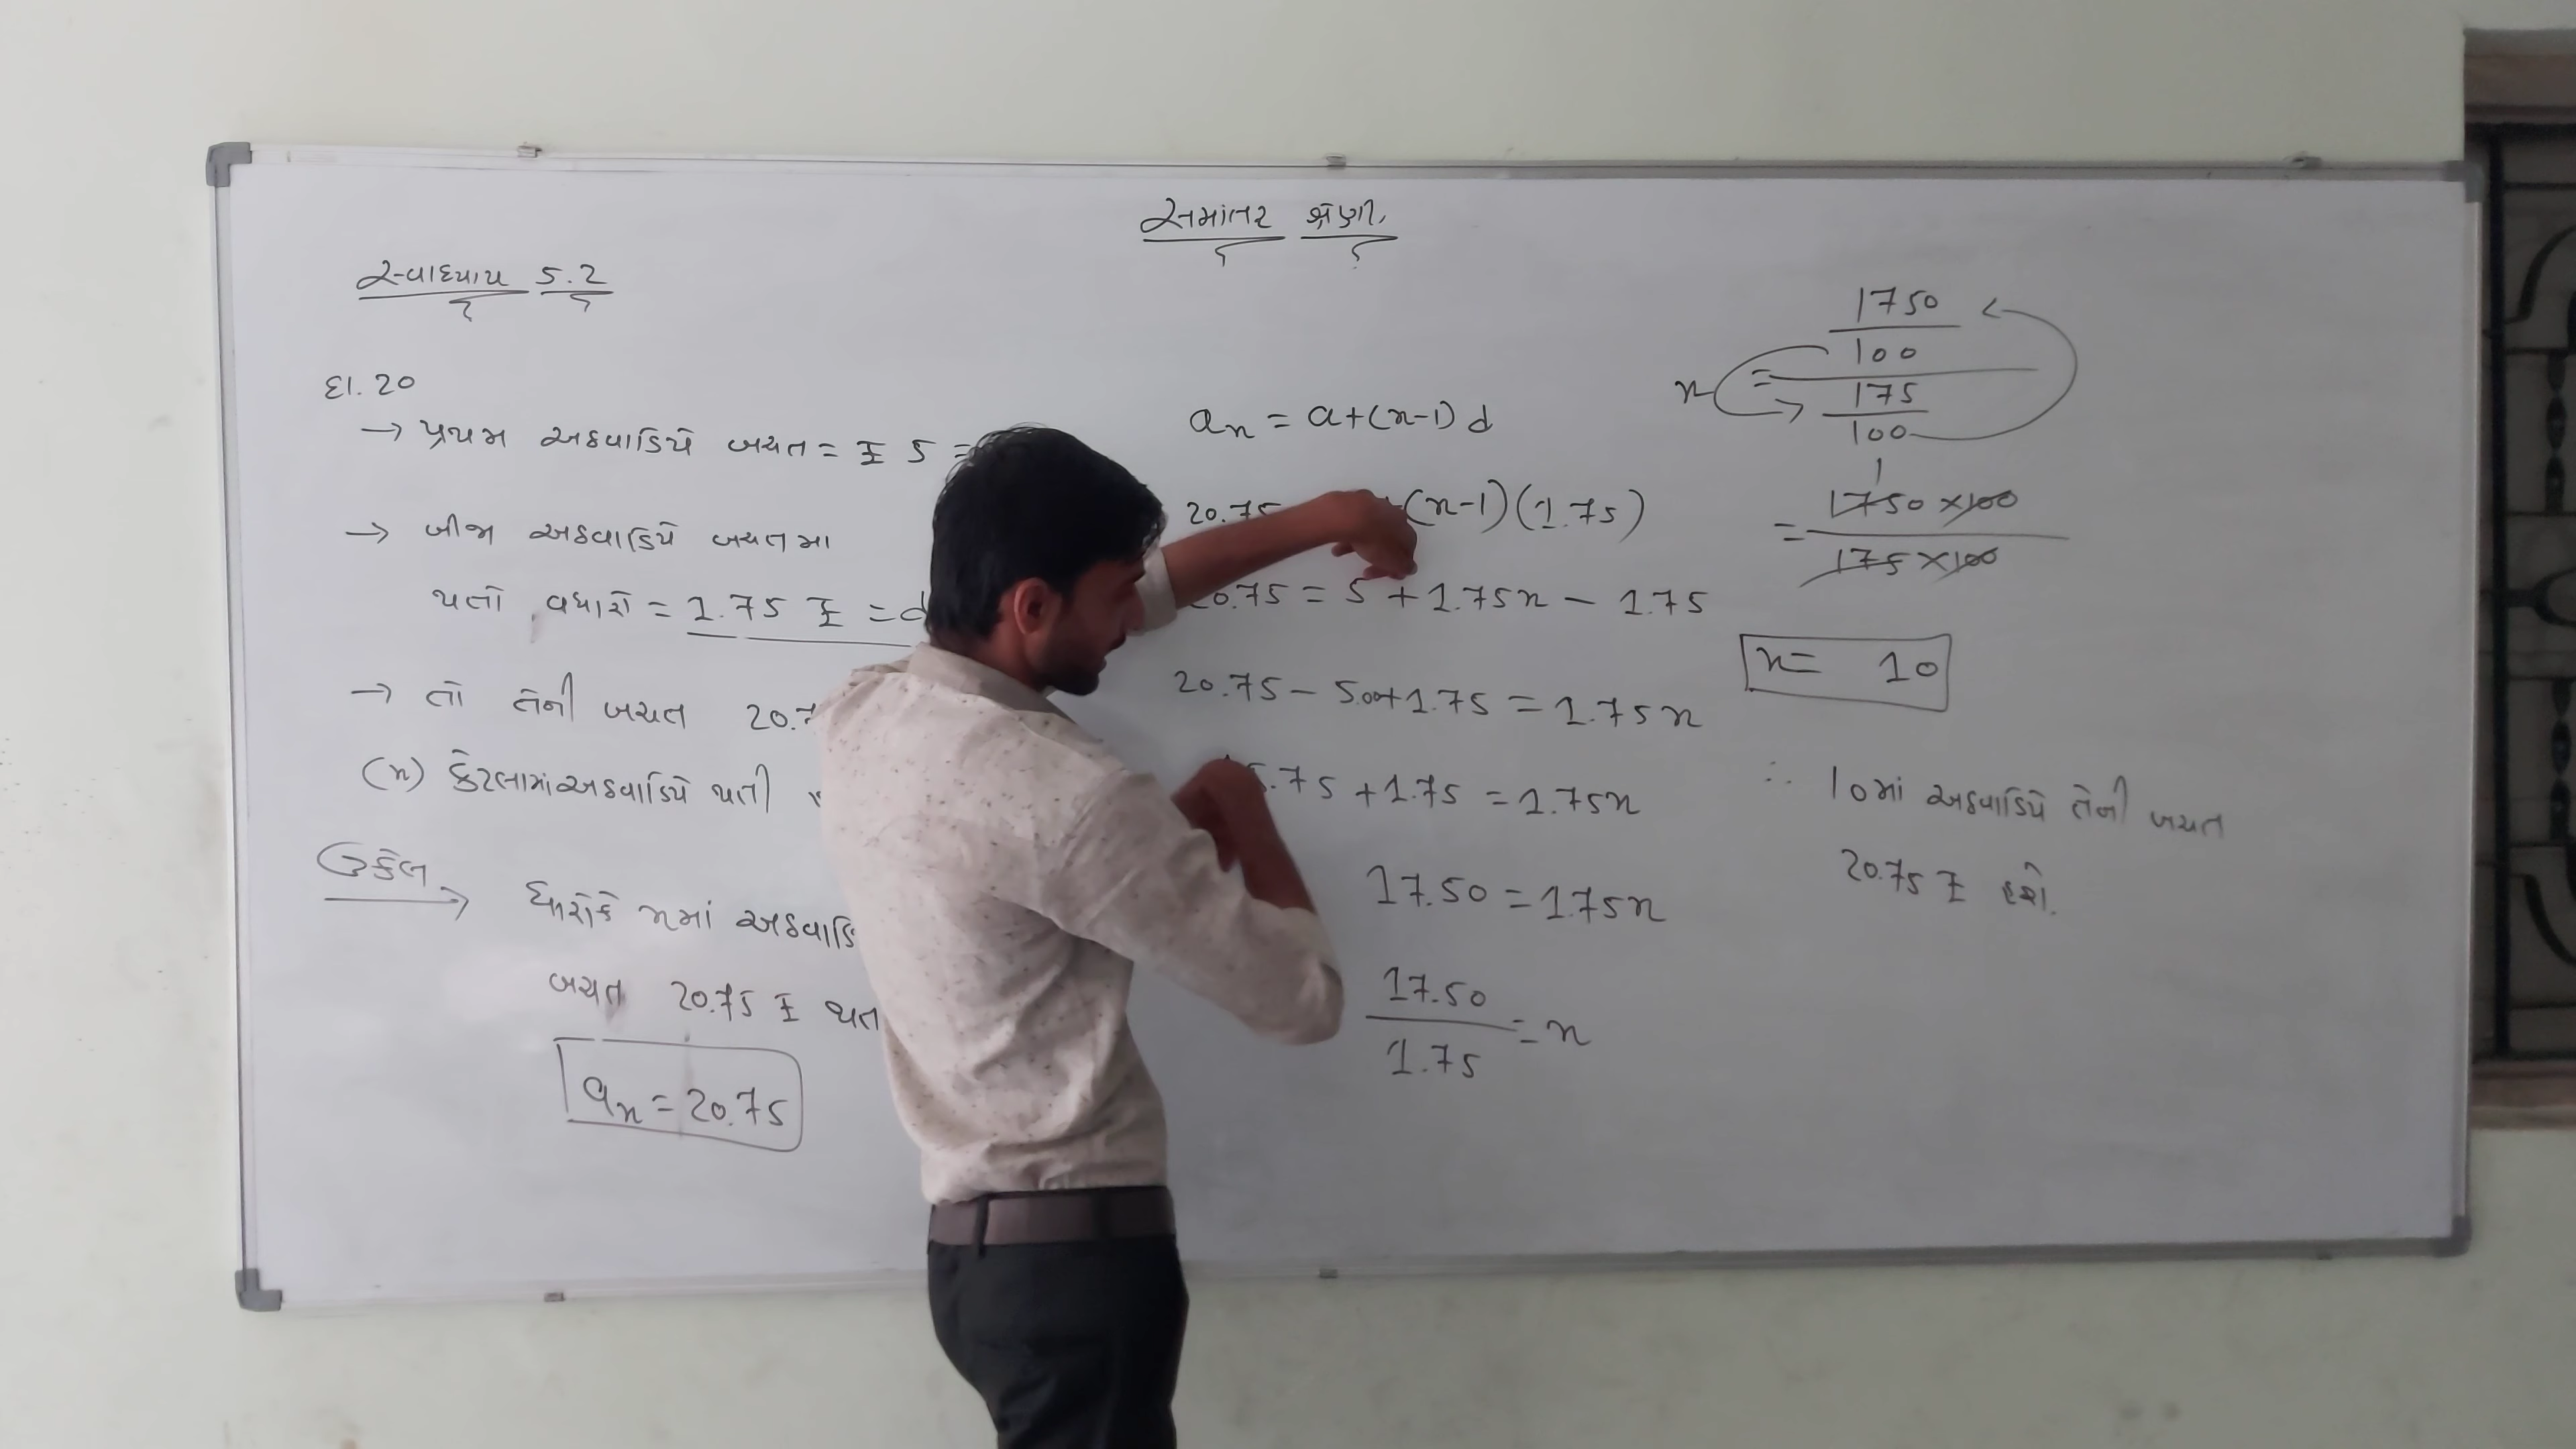 સમાંતર શ્રેણી.
સ્વાધ્યાય 5.2
દા. 20
→ પ્રથમ અઠવાડિયે બચત = ₹ 5 =
→ બીજા અઠવાડિયે બચતમાં
થતો વધારો = 1.75 ₹ = d
→ તો તેની બચત 20.7
(n) કેટલામાં અઠવાડિયે થતી
ઉકેલ →
ધારોકે nમાં અઠવાડિ
બચત 20.75 ₹ થત
an = 20.75
an = a+(n-1) d
20.75 (n-1)(1.75)
20.75 = 5 + 1.75n - 1.75
20.75 - 5.00+1.75 = 1.75n
5.75 + 1.75 = 1.75n
17.50 = 1.75n
17.50 / 1.75 = n
n = 1750/100 / 175/100
= 1750 × 100 / 175 × 100
n = 10
∴ 10માં અઠવાડિયે તેની બચત
20.75 ₹ હશે.